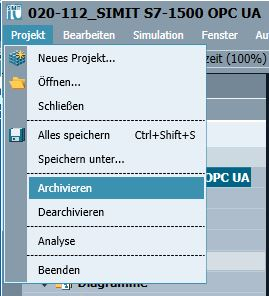 020-112_SIMIT S7-1500 OPC UA
Projekt Bearbeiten Simulation Fenster
Neues Projekt... zeit (100%)
Öffnen...
Schließen
Alles speichern Ctrl+Shift+S
Speichern unter...
Archivieren OPC UA
Dearchivieren
Analyse
Beenden
Diagramme